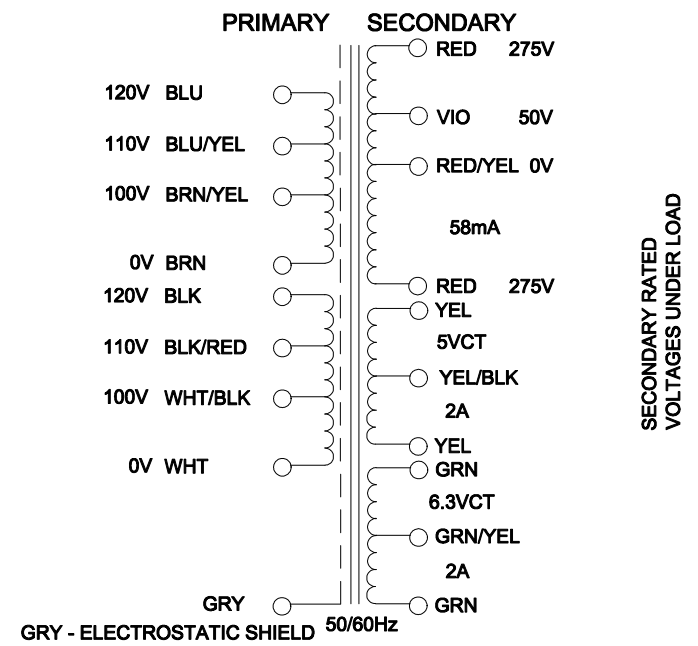 PRIMARY
120V BLU
110V BLU/YEL
100V BRN/YEL
0V BRN
120V BLK
110V BLK/RED
100V WHT/BLK
0V WHT
GRY
GRY - ELECTROSTATIC SHIELD
50/60Hz
SECONDARY
RED 275V
VIO 50V
RED/YEL 0V
58mA
RED 275V
YEL
5VCT
YEL/BLK
2A
YEL
GRN
6.3VCT
GRN/YEL
2A
GRN
SECONDARY RATED
VOLTAGES UNDER LOAD